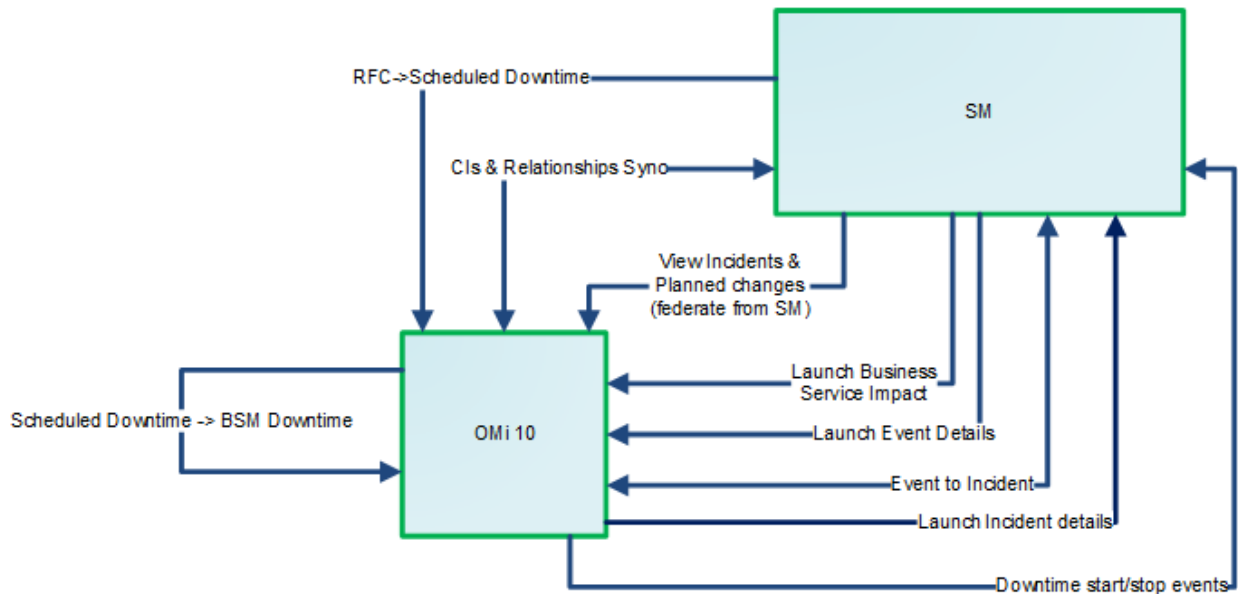 RFC->Scheduled Downtime
SM
CIs & Relationships Sync
View Incidents &
Planned changes
(federate from SM)
Launch Business
Service Impact
Scheduled Downtime -> BSM Downtime
OMi 10
Launch Event Details
Event to Incident
Launch Incident details
Downtime start/stop events